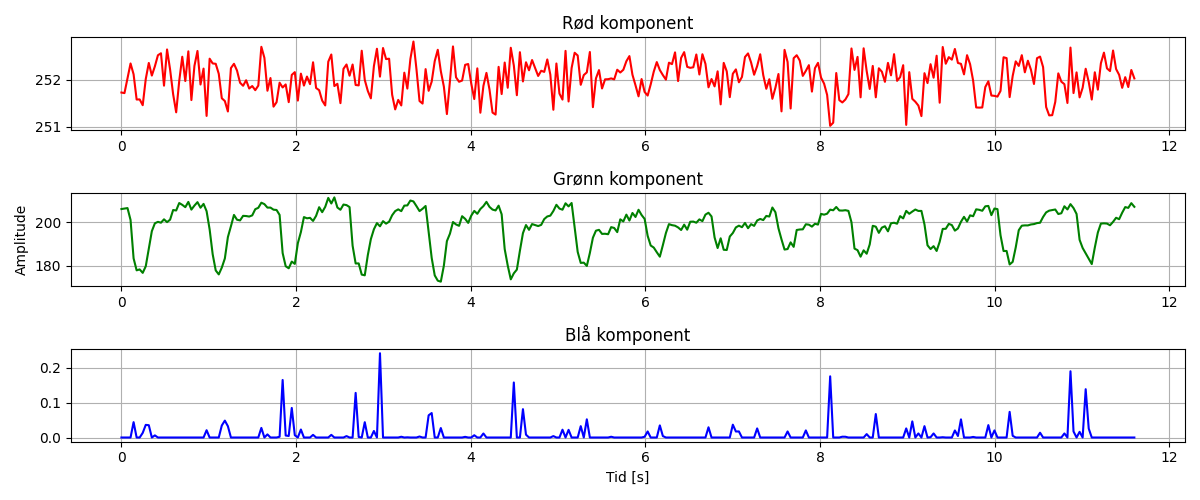 Rød komponent
252
251
0 2 4 6 8 10 12
Grønn komponent
Amplitude
200
180
0 2 4 6 8 10 12
Blå komponent
0.2
0.1
0.0
0 2 4 6 8 10 12
Tid [s]